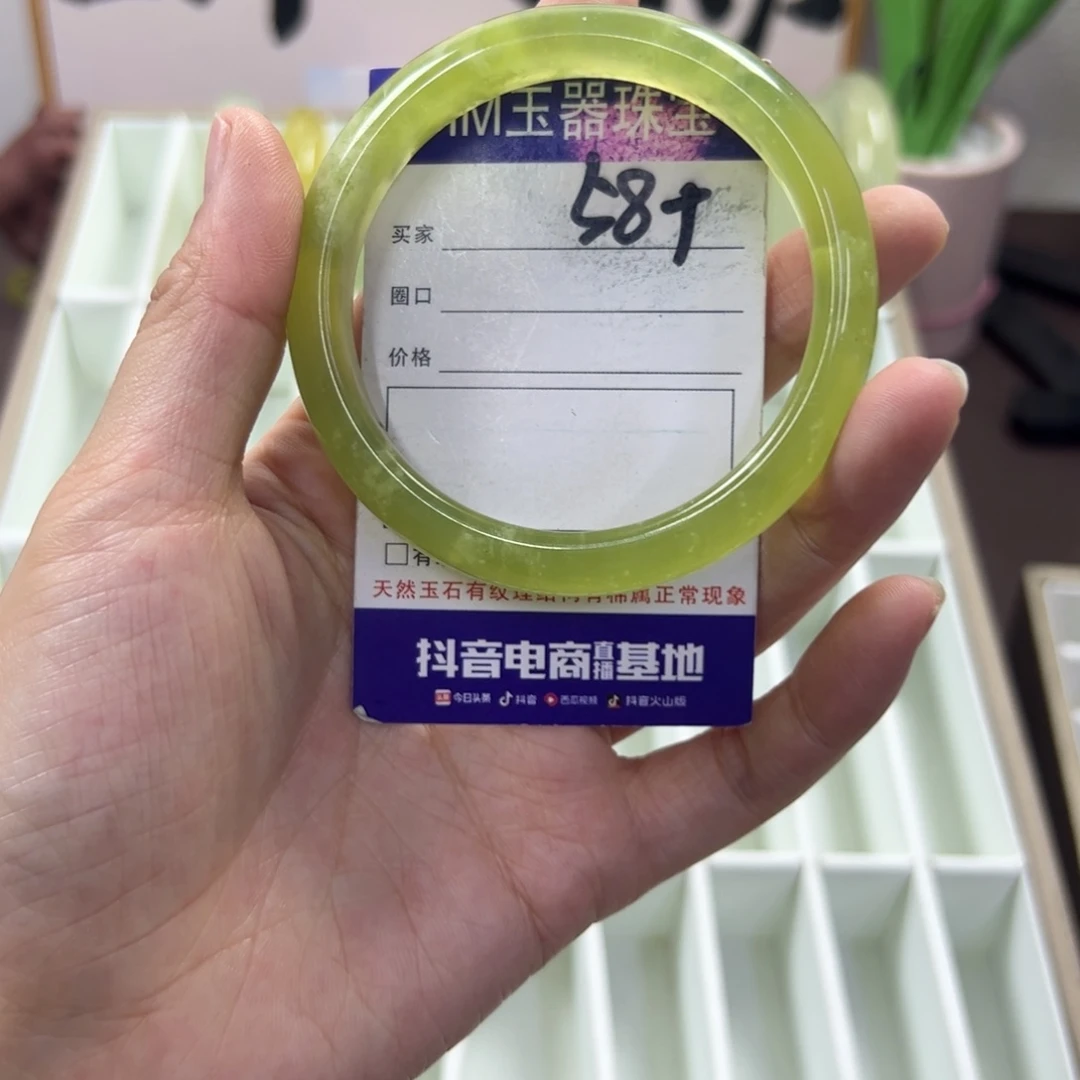 M玉器珠宝
58+
买家
圈口
价格
有
天然玉石有纹理结构有棉属正常现象
抖音电商直播基地
今日头条 抖音 西瓜视频 抖音火山版